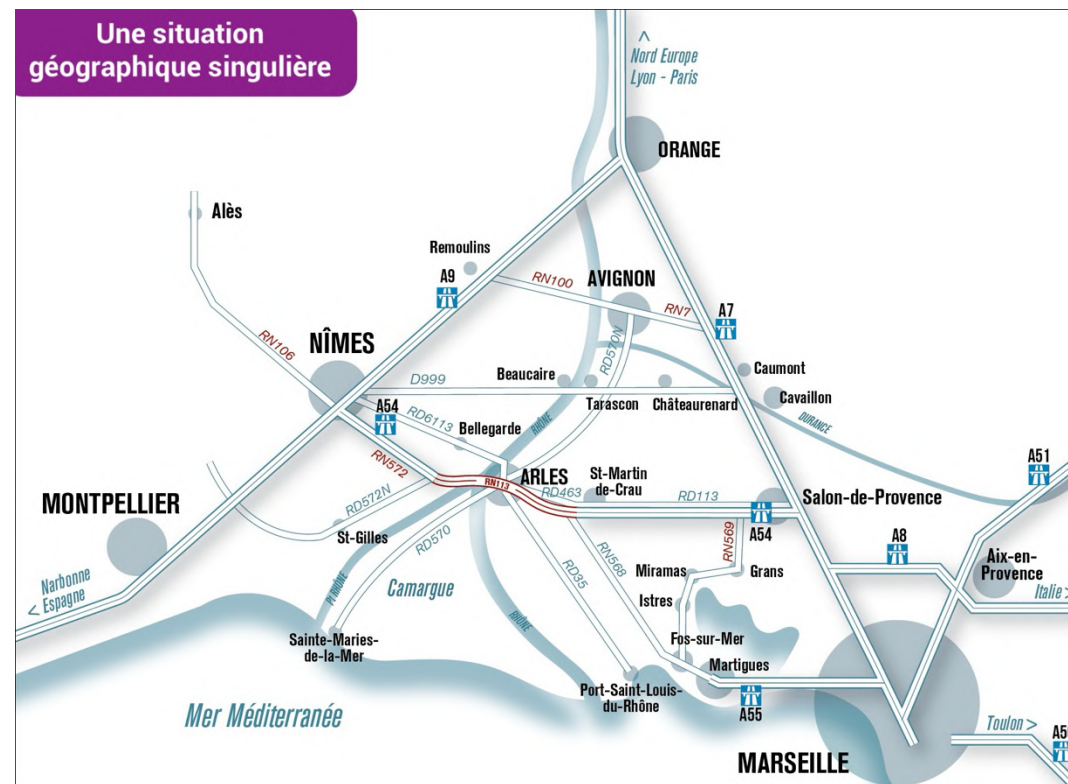 Une situation
géographique singulière
^
Nord Europe
Lyon - Paris
ORANGE
Alès
Remoulins
A9
RN100
AVIGNON
RN7
A7
RN106
NÎMES
RD570N
Caumont
D999
Beaucaire
Tarascon
Châteaurenard
Cavaillon
A54
RD6113
Bellegarde
RHÔNE
DURANCE
A51
RN572
RN113
ARLES
RD463
St-Martin
de-Crau
RD113
Salon-de-Provence
MONTPELLIER
RD572N
St-Gilles
RD570
A54
RN569
A8
RN568
Aix-en-
Provence
Miramas
Grans
RD35
Narbonne
< Espagne
Pt RHÔNE
Camargue
Istres
Italie >
RHÔNE
Fos-sur-Mer
Sainte-Maries-
de-la-Mer
Martigues
Port-Saint-Louis-
du-Rhône
A55
Mer Méditerranée
Toulon >
MARSEILLE